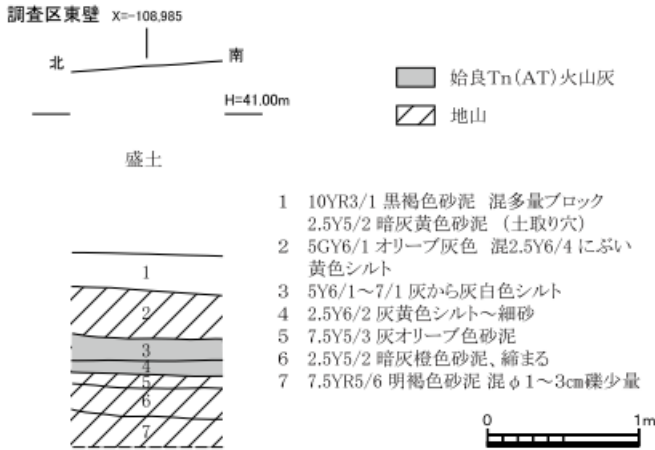 調査区東壁 X=-108,985
北 南
H=41.00m
姶良Tn(AT)火山灰
地山
盛土
1 10YR3/1 黒褐色砂泥 混多量ブロック
2.5Y5/2 暗灰黄色砂泥 (土取り穴)
2 5GY6/1 オリーブ灰色 混2.5Y6/4 にぶい
黄色シルト
3 5Y6/1～7/1 灰から灰白色シルト
4 2.5Y6/2 灰黄色シルト～細砂
5 7.5Y5/3 灰オリーブ色砂泥
6 2.5Y5/2 暗灰橙色砂泥、締まる
7 7.5YR5/6 明褐色砂泥 混φ1～3㎝礫少量
1
2
3
4
5
6
7
0 1m